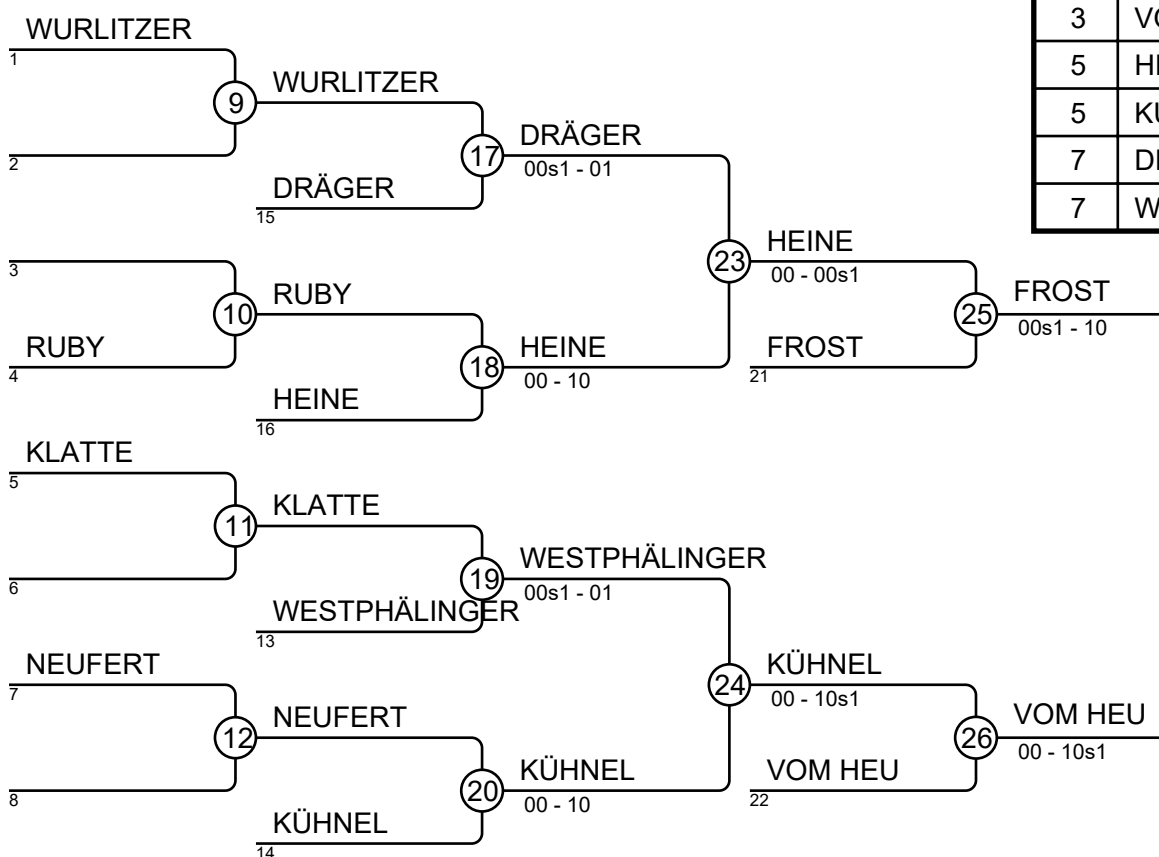 WURLITZER
1
9
WURLITZER
2
17
DRÄGER
00s1 - 01
DRÄGER
15
3
10
RUBY
RUBY
4
18
HEINE
00 - 10
HEINE
16
23
HEINE
00 - 00s1
FROST
21
25
FROST
00s1 - 10
KLATTE
5
11
KLATTE
6
19
WESTPHÄLINGER
00s1 - 01
WESTPHÄLINGER
13
NEUFERT
7
12
NEUFERT
8
20
KÜHNEL
00 - 10
KÜHNEL
14
24
KÜHNEL
00 - 10s1
VOM HEU
22
26
VOM HEU
00 - 10s1
3
5
5
7
7